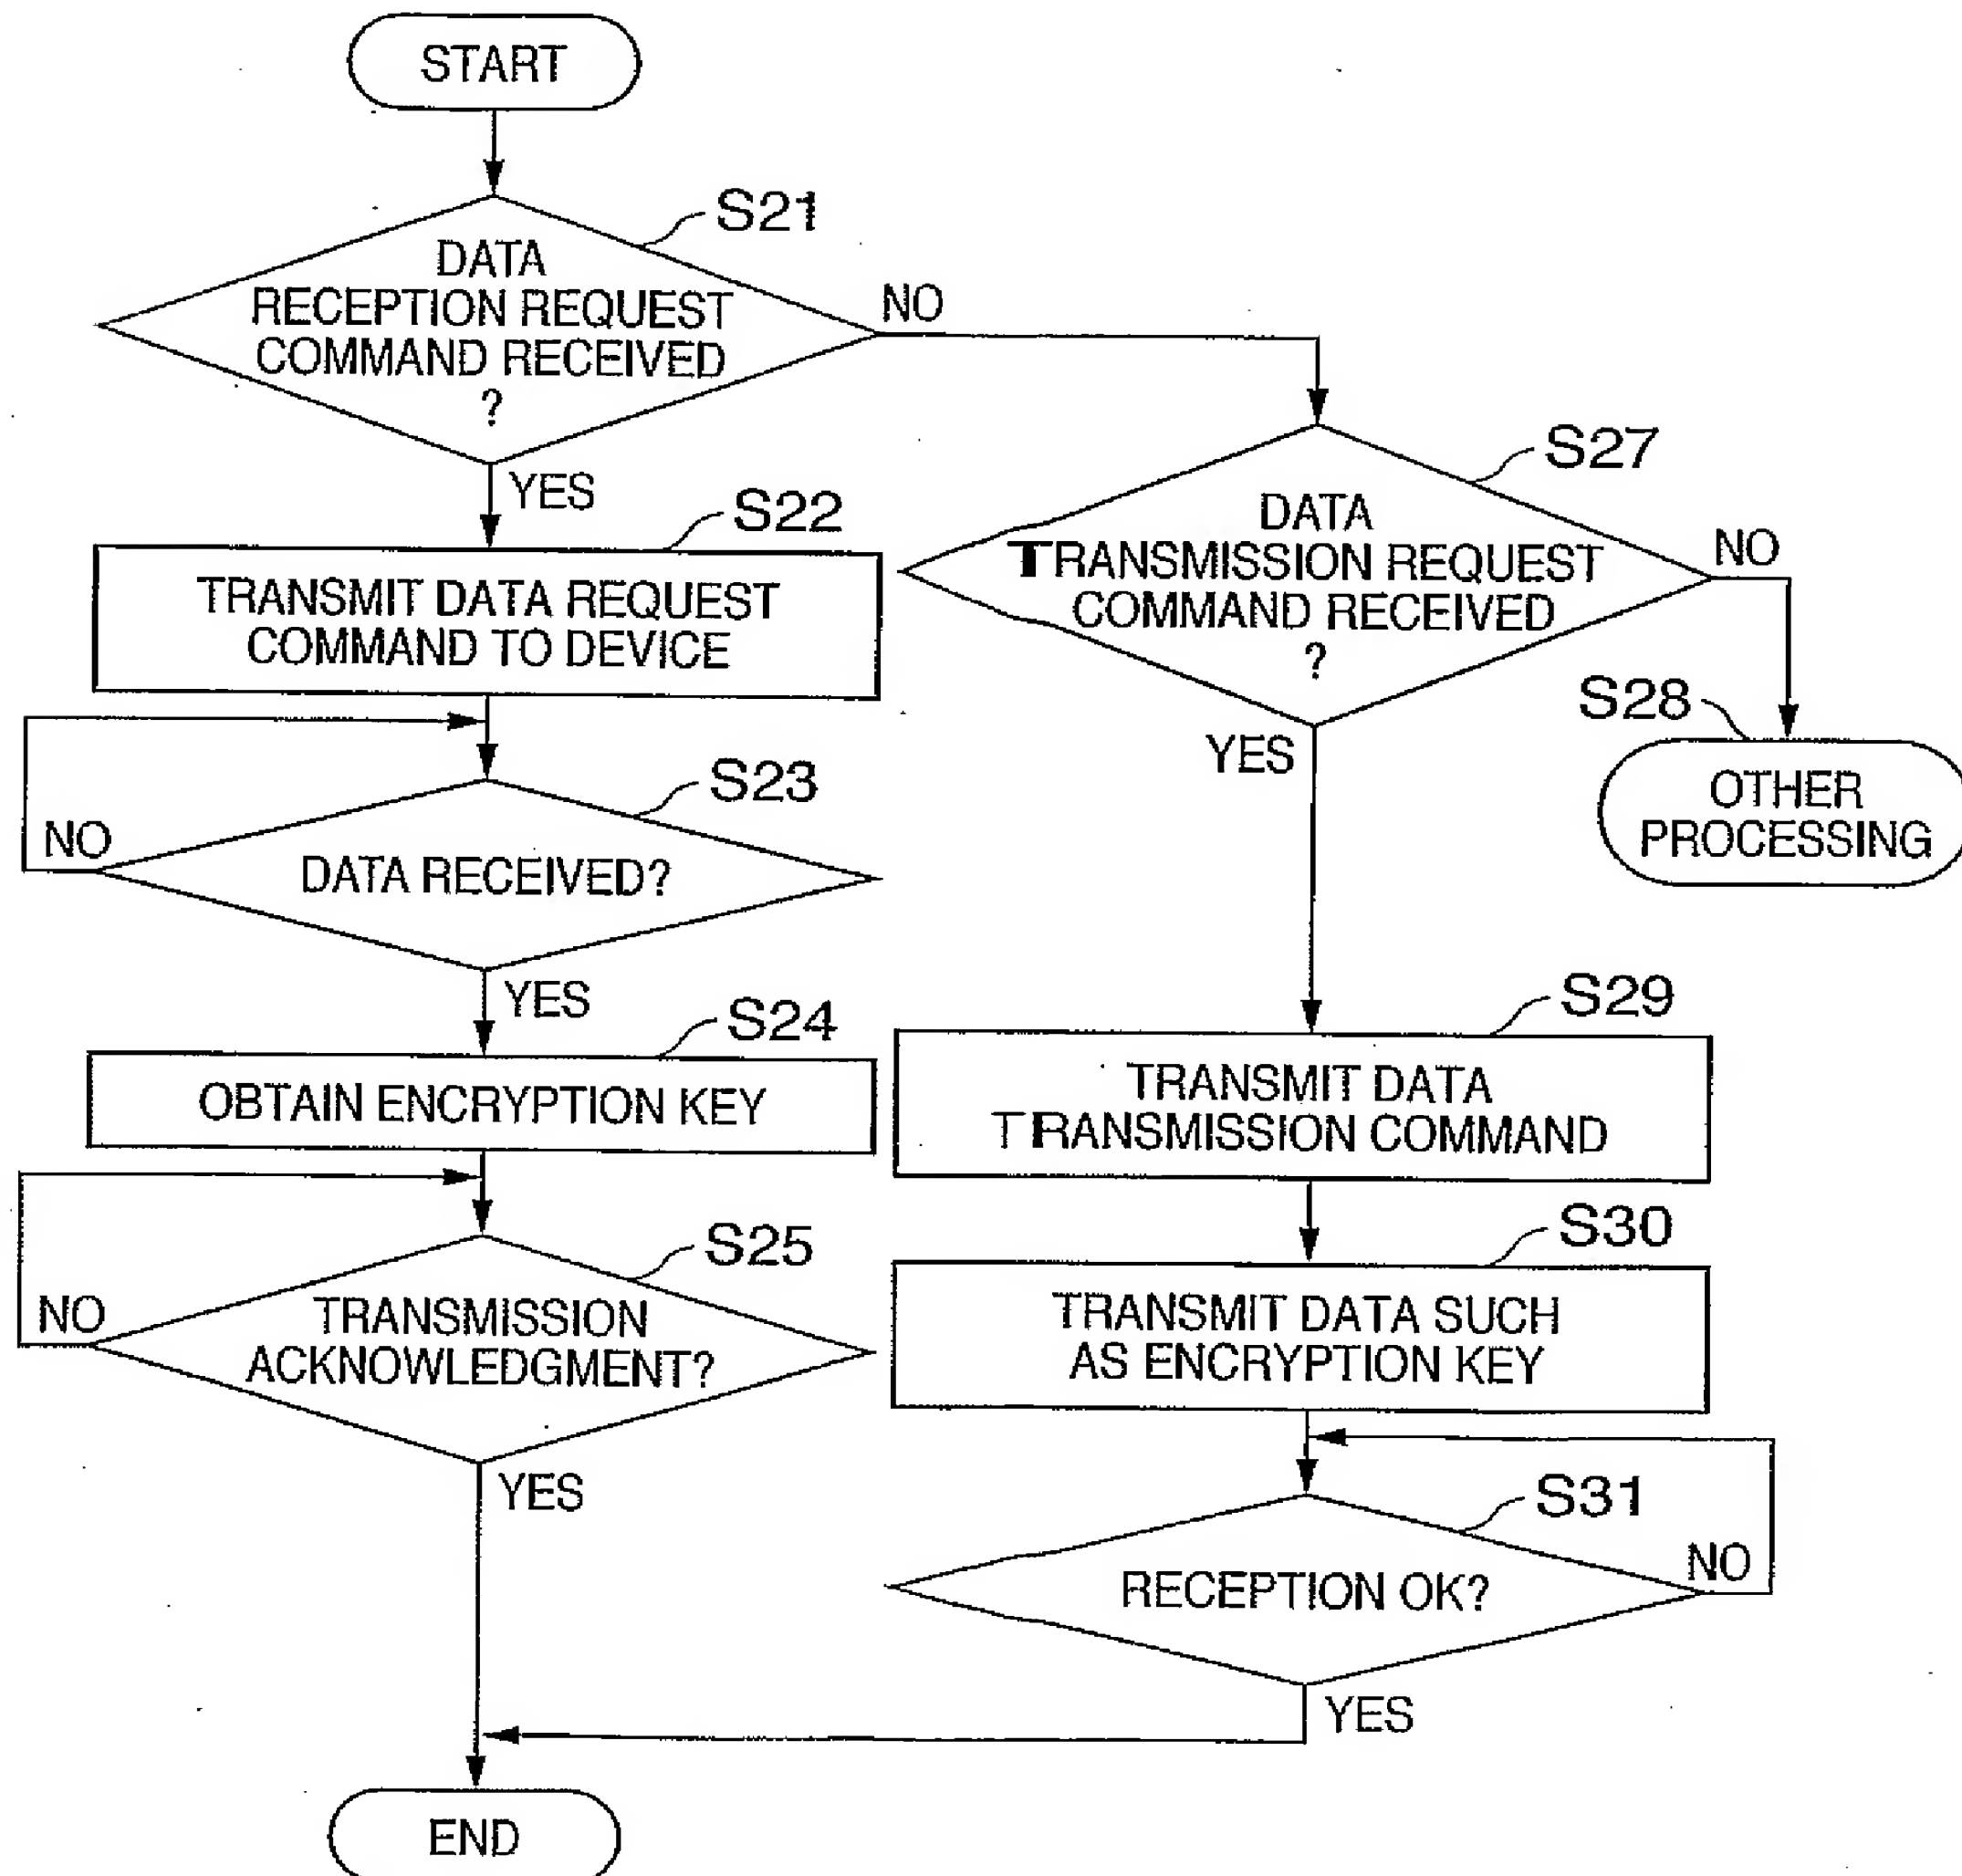 START
S21
DATA
RECEPTION REQUEST
COMMAND RECEIVED
?
NO
YES
S22
TRANSMIT DATA REQUEST
COMMAND TO DEVICE
S23
NO
DATA RECEIVED?
YES
S24
OBTAIN ENCRYPTION KEY
S25
NO
TRANSMISSION
ACKNOWLEDGMENT?
YES
S27
DATA
TRANSMISSION REQUEST
COMMAND RECEIVED
?
NO
YES
S28
OTHER
PROCESSING
S29
TRANSMIT DATA
TRANSMISSION COMMAND
S30
TRANSMIT DATA SUCH
AS ENCRYPTION KEY
S31
NO
RECEPTION OK?
YES
END